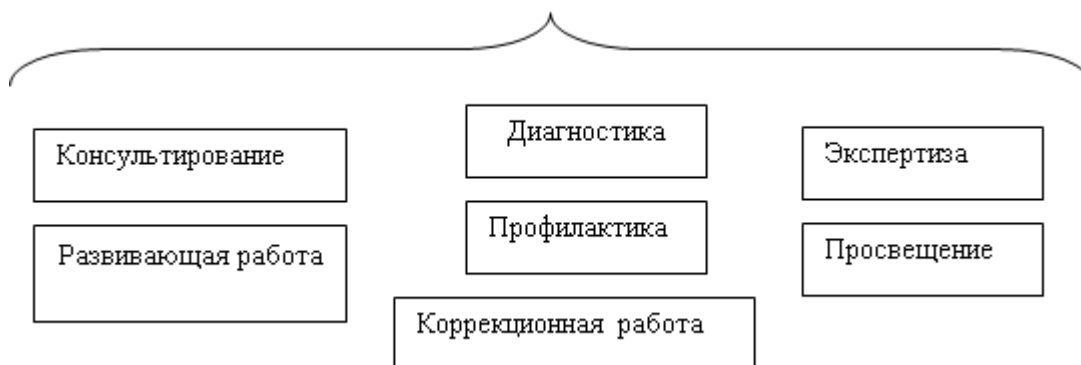 Диагностика
Консультирование
Экспертиза
Профилактика
Развивающая работа
Просвещение
Коррекционная работа